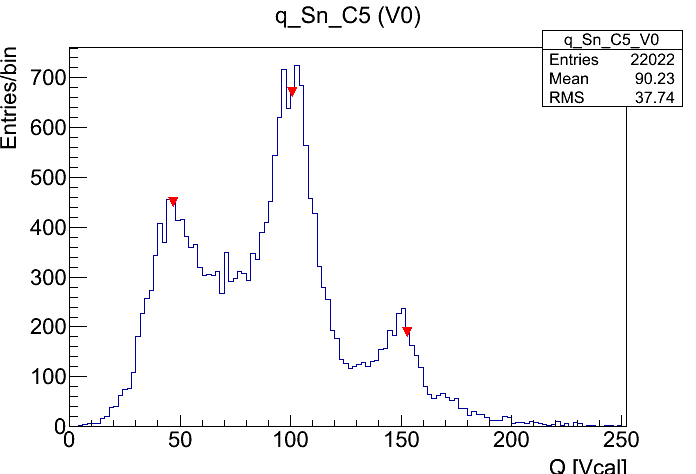 q_Sn_C5 (V0)
q_Sn_C5_V0
Entries 22022
Mean 90.23
RMS 37.74
Entries/bin
700
600
500
400
300
200
100
0
0 50 100 150 200 250
Q [Vcal]